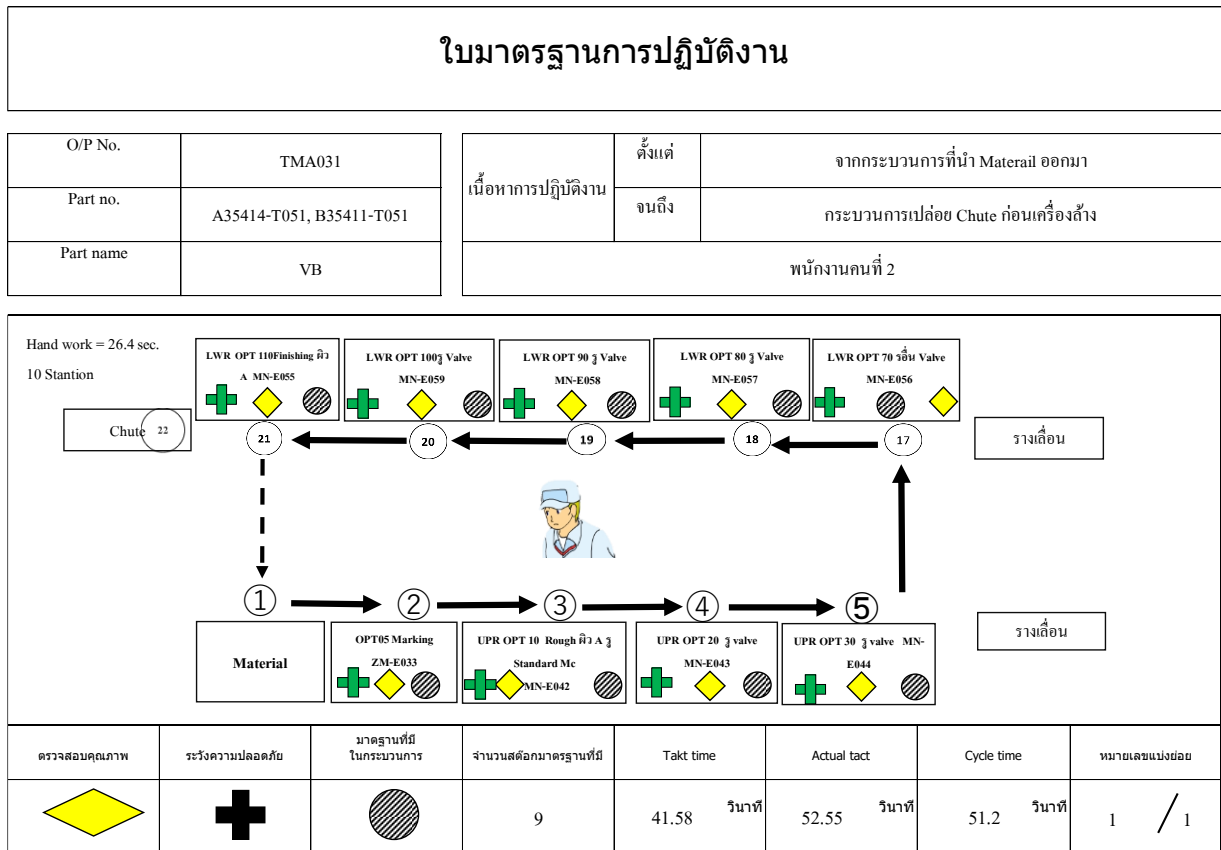 ใบมาตรฐานการปฏิบัติงาน
O/P No.
TMA031
Part no.
A35414-T051, B35411-T051
Part name
VB
เนื้อหาการปฏิบัติงาน
ตั้งแต่
จากกระบวนการที่นำ Materail ออกมา
จนถึง
กระบวนการเปล่อย Chute ก่อนเครื่องล้าง
พนักงานคนที่ 2
Hand work = 26.4 sec.
10 Stantion
Chute 22
LWR OPT 110Finishing ผิว
A MN-E055
LWR OPT 100รู Valve
MN-E059
LWR OPT 90 รู Valve
MN-E058
LWR OPT 80 รู Valve
MN-E057
LWR OPT 70 รอื่น Valve
MN-E056
21
20
19
18
17
รางเลื่อน
①
②
③
④
⑤
Material
OPT05 Marking
ZM-E033
UPR OPT 10 Rough ผิว A รู
Standard Mc
MN-E042
UPR OPT 20 รู valve
MN-E043
UPR OPT 30 รู valve MN-
E044
รางเลื่อน
ตรวจสอบคุณภาพ
ระวังความปลอดภัย
มาตฐานที่มี
ในกระบวนการ
จำนวนสต๊อกมาตรฐานที่มี
Takt time
Actual tact
Cycle time
หมายเลขแบ่งย่อย
9
41.58 วินาที
52.55 วินาที
51.2 วินาที
1 / 1